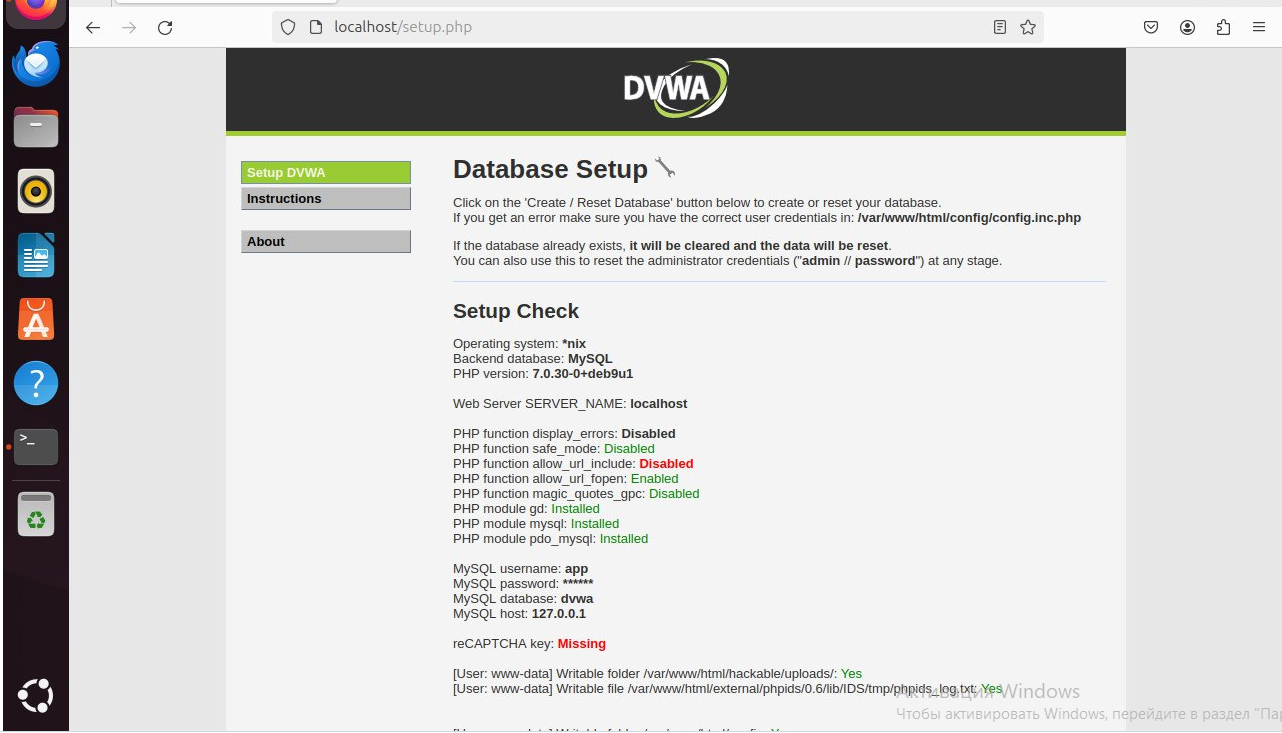 localhost/setup.php
DVWA
Setup DVWA
Instructions
About
Database Setup
Click on the 'Create / Reset Database' button below to create or reset your database.
If you get an error make sure you have the correct user credentials in: /var/www/html/config/config.inc.php
If the database already exists, it will be cleared and the data will be reset.
You can also use this to reset the administrator credentials ("admin // password") at any stage.
Setup Check
Operating system: *nix
Backend database: MySQL
PHP version: 7.0.30-0+deb9u1
Web Server SERVER_NAME: localhost
PHP function display_errors: Disabled
PHP function safe_mode: Disabled
PHP function allow_url_include: Disabled
PHP function allow_url_fopen: Enabled
PHP function magic_quotes_gpc: Disabled
PHP module gd: Installed
PHP module mysql: Installed
PHP module pdo_mysql: Installed
MySQL username: app
MySQL password: ******
MySQL database: dvwa
MySQL host: 127.0.0.1
reCAPTCHA key: Missing
[User: www-data] Writable folder /var/www/html/hackable/uploads/: Yes
[User: www-data] Writable file /var/www/html/external/phpids/0.6/lib/IDS/tmp/phpids_log.txt: Yes
Активация Windows
Чтобы активировать Windows, перейдите в раздел "Пар